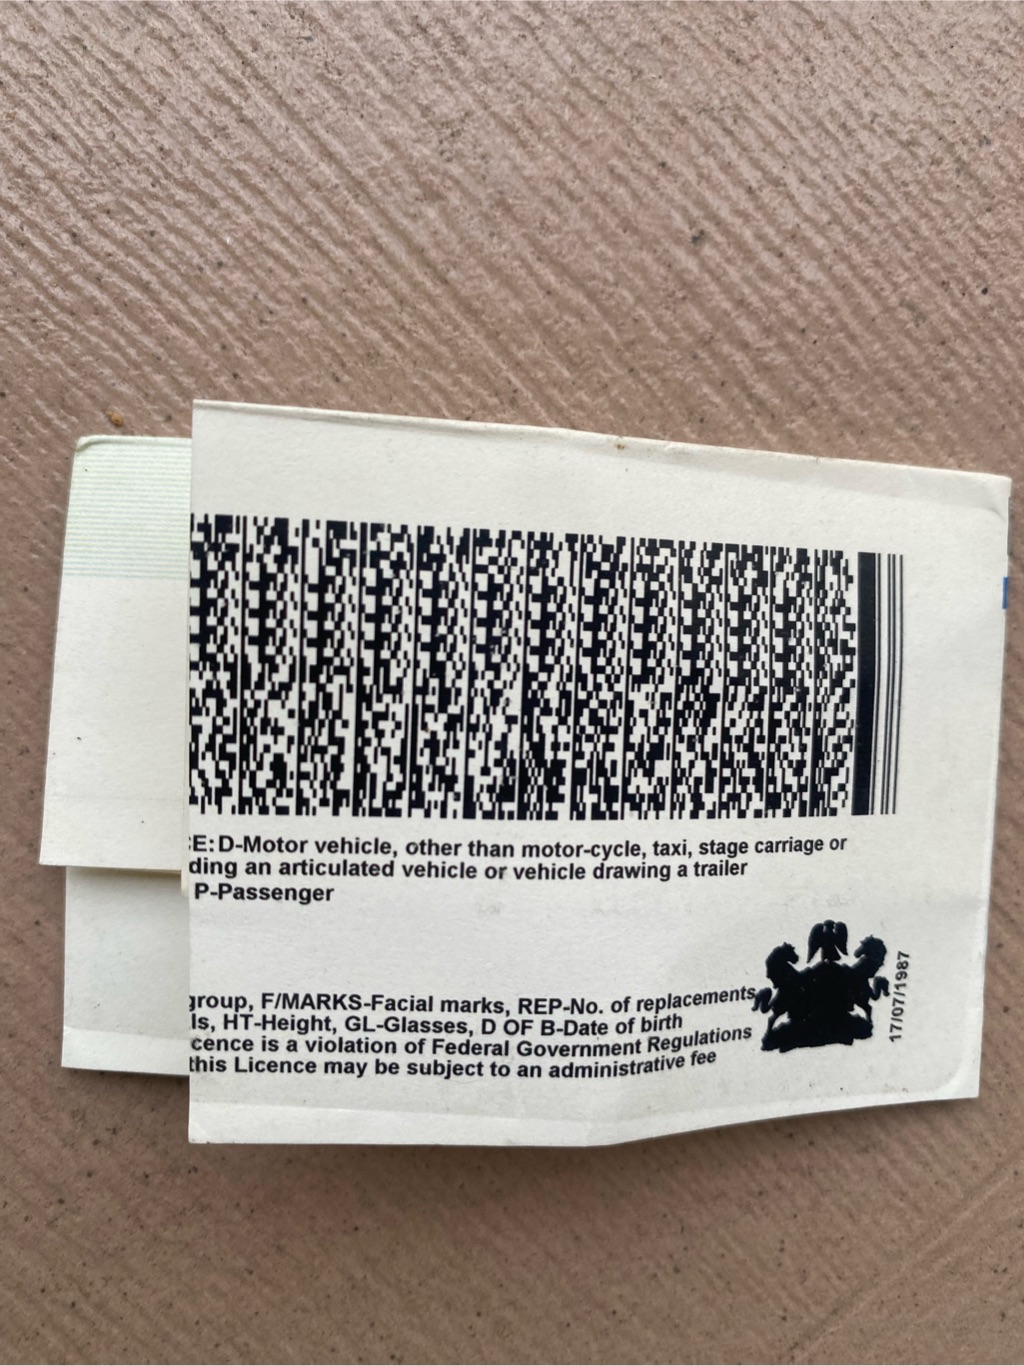 E: D-Motor vehicle, other than motor-cycle, taxi, stage carriage or
ding an articulated vehicle or vehicle drawing a trailer
P-Passenger
group, F/MARKS-Facial marks, REP-No. of replacements
ls, HT-Height, GL-Glasses, D OF B-Date of birth
cence is a violation of Federal Government Regulations
this Licence may be subject to an administrative fee
17/07/1987